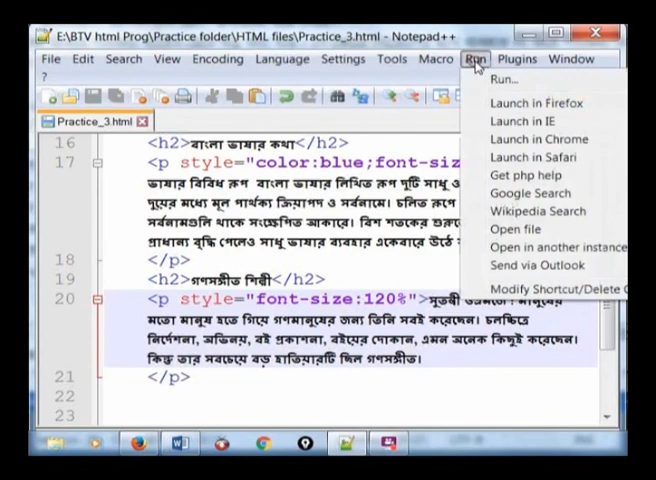 E:\BTV html Prog\Practice folder\HTML files\Practice_3.html - Notepad++
File Edit Search View Encoding Language Settings Tools Macro Run Plugins Window
?
Run...
Launch in Firefox
Launch in IE
Launch in Chrome
Launch in Safari
Get php help
Google Search
Wikipedia Search
Open file
Open in another instance
Send via Outlook
Modify Shortcut/Delete
Practice_3.html
16 <h2>বাংলা ভাষার কথা</h2>
17 <p style="color:blue;font-siz
ভাষার বিবিধ রূপ বাংলা ভাষার লিখিত রূপ দুটি সাধু ও
দুয়ের মধ্যে মূল পার্থক্য ক্রিয়াপদ ও সর্বনামে। চলিত রূপে
সর্বনামগুলি থাকে সংক্ষেপিত আকারে। বিশ শতকের শুরুতে
প্রাধান্য বৃদ্ধি পেলেও সাধু ভাষার ব্যবহার একেবারে উঠে
18 </p>
19 <h2>গণসঙ্গীত শিল্পী</h2>
20 <p style="font-size:120%">
মতো মানুষ হতে গিয়ে গণমানুষের জন্য তিনি সবই করেছেন। চলচ্চিত্র
নির্দেশনা, অভিনয়, বই প্রকাশনা, বইয়ের দোকান, এমন অনেক কিছুই করেছেন।
কিন্তু তার সবচেয়ে বড় হাতিয়ারটি ছিল গণসঙ্গীত।
21 </p>
22
23